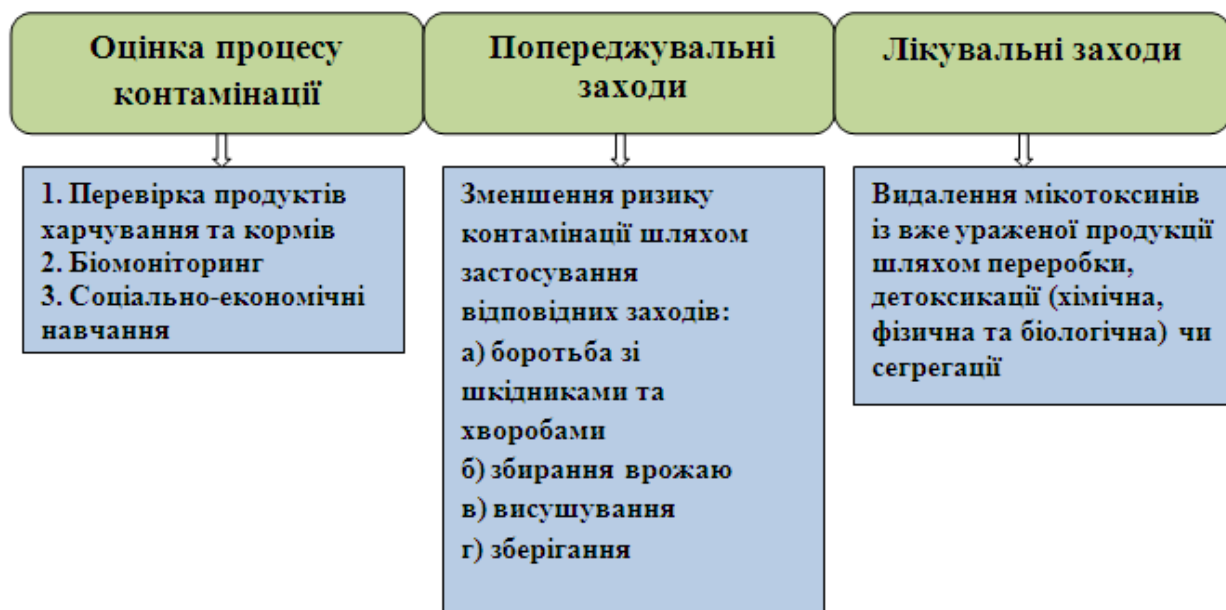 Оцінка процесу
контамінації
Попереджувальні
заходи
Лікувальні заходи
1. Перевірка продуктів
харчування та кормів
2. Біомоніторинг
3. Соціально-економічні
навчання
Зменшення ризику
контамінації шляхом
застосування
відповідних заходів:
а) боротьба зі
шкідниками та
хворобами
б) збирання врожаю
в) висушування
г) зберігання
Видалення мікотоксинів
із вже ураженої продукції
шляхом переробки,
детоксикації (хімічна,
фізична та біологічна) чи
сегрегації